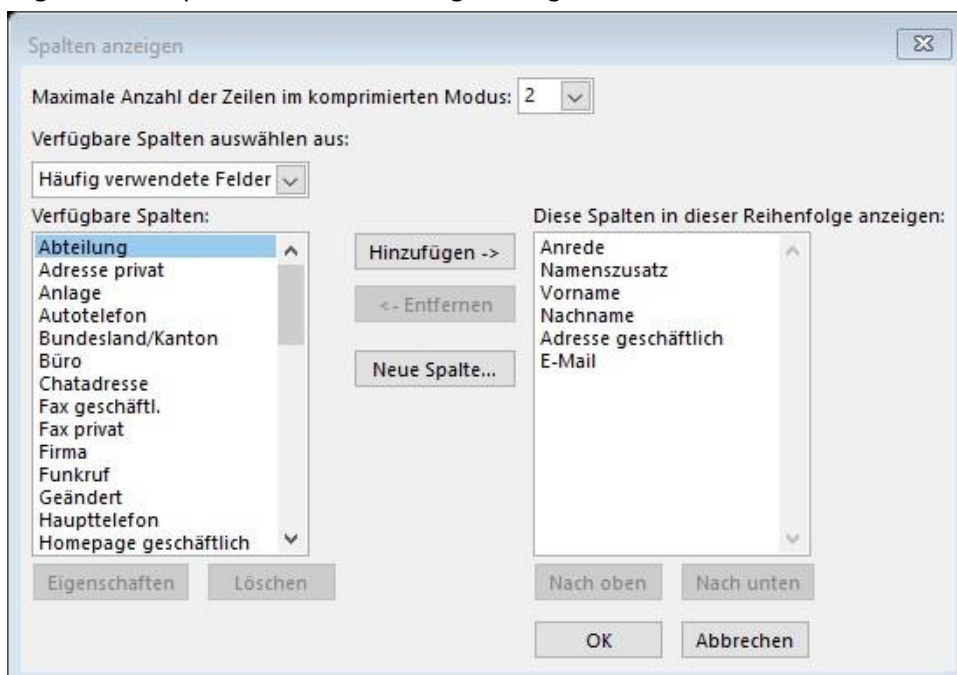 Spalten anzeigen
Maximale Anzahl der Zeilen im komprimierten Modus: 2
Verfügbare Spalten auswählen aus:
Häufig verwendete Felder
Verfügbare Spalten:
Abteilung
Adresse privat
Anlage
Autotelefon
Bundesland/Kanton
Büro
Chatadresse
Fax geschäftl.
Fax privat
Firma
Funkruf
Geändert
Haupttelefon
Homepage geschäftlich
Eigenschaften Löschen
Hinzufügen ->
<- Entfernen
Neue Spalte...
Diese Spalten in dieser Reihenfolge anzeigen:
Anrede
Namenszusatz
Vorname
Nachname
Adresse geschäftlich
E-Mail
Nach oben Nach unten
OK Abbrechen